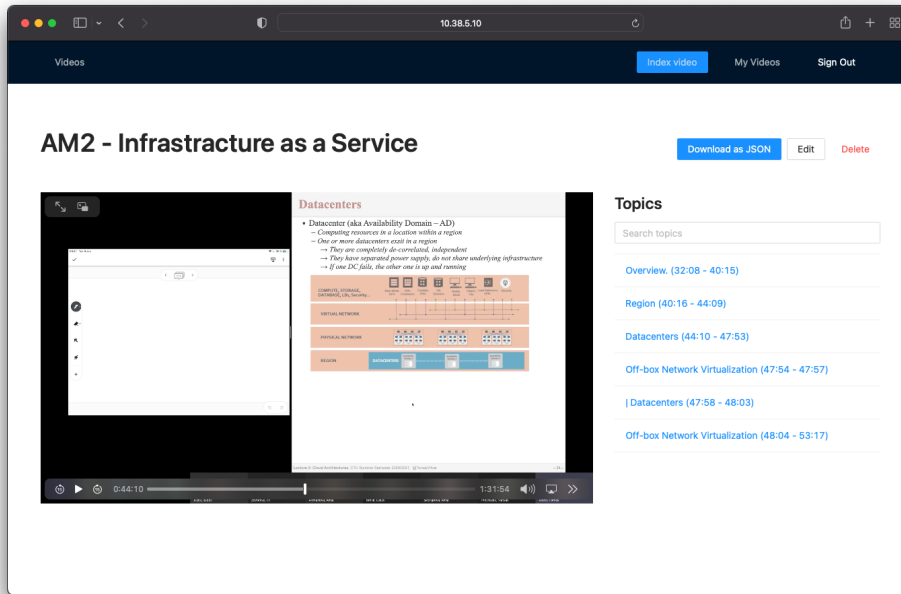 10.38.5.10
Videos
Index video
My Videos
Sign Out
AM2 - Infrastracture as a Service
Download as JSON
Edit
Delete
Datacenters
• Datacenter (aka Availability Domain – AD)
– Computing resources in a location within a region
– One or more datacenters exsit in a region
→ They are completely de-correlated, independent
→ They have separated power supply, do not share underlying infrastructure
→ If one DC fails, the other one is up and running
COMPUTE, STORAGE,
DATABASE, LBs, Security,...
VIRTUAL NETWORK
PHYSICAL NETWORK
REGION
DATACENTERS
0:44:10
1:31:54
Topics
Search topics
Overview. (32:08 - 40:15)
Region (40:16 - 44:09)
Datacenters (44:10 - 47:53)
Off-box Network Virtualization (47:54 - 47:57)
| Datacenters (47:58 - 48:03)
Off-box Network Virtualization (48:04 - 53:17)